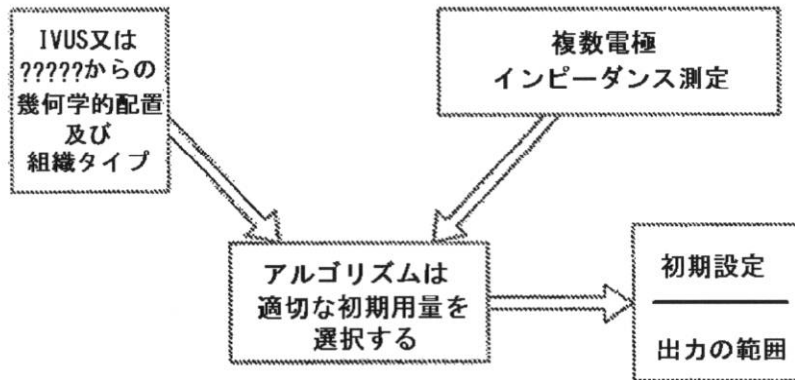 IVUS又は
?????からの
幾何学的配置
及び
組織タイプ
複数電極
インピーダンス測定
アルゴリズムは
適切な初期用量を
選択する
初期設定
出力の範囲